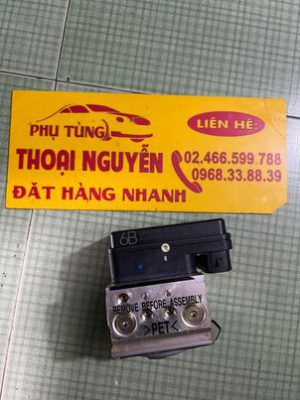 PHỤ TÙNG
THOẠI NGUYỄN
ĐẶT HÀNG NHANH
LIÊN HỆ:
02.466.599.788
0968.33.88.39
6B
REMOVE BEFORE ASSEMBLY
>PET<